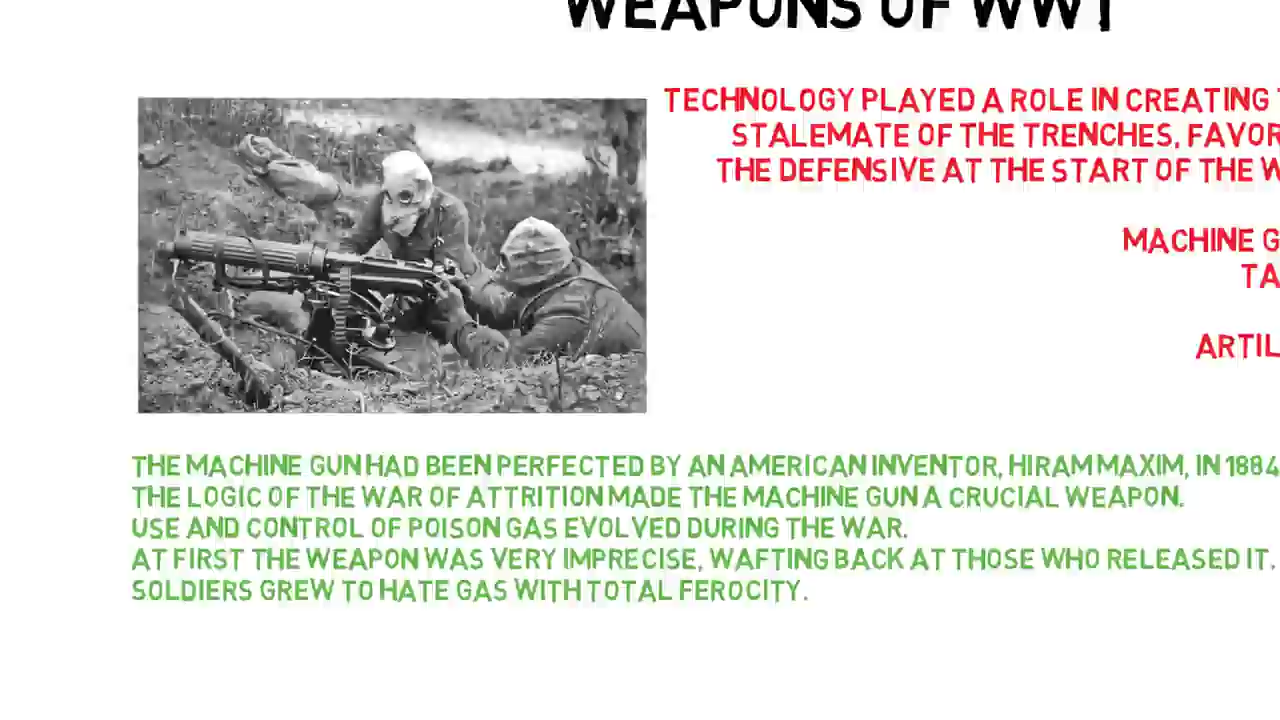 WEAPONS OF WW1
TECHNOLOGY PLAYED A ROLE IN CREATING
STALEMATE OF THE TRENCHES, FAVOR
THE DEFENSIVE AT THE START OF THE W
MACHINE G
TA
ARTIL
THE MACHINE GUN HAD BEEN PERFECTED BY AN AMERICAN INVENTOR, HIRAM MAXIM, IN 1884
THE LOGIC OF THE WAR OF ATTRITION MADE THE MACHINE GUN A CRUCIAL WEAPON.
USE AND CONTROL OF POISON GAS EVOLVED DURING THE WAR.
AT FIRST THE WEAPON WAS VERY IMPRECISE, WAFTING BACK AT THOSE WHO RELEASED IT.
SOLDIERS GREW TO HATE GAS WITH TOTAL FEROCITY.